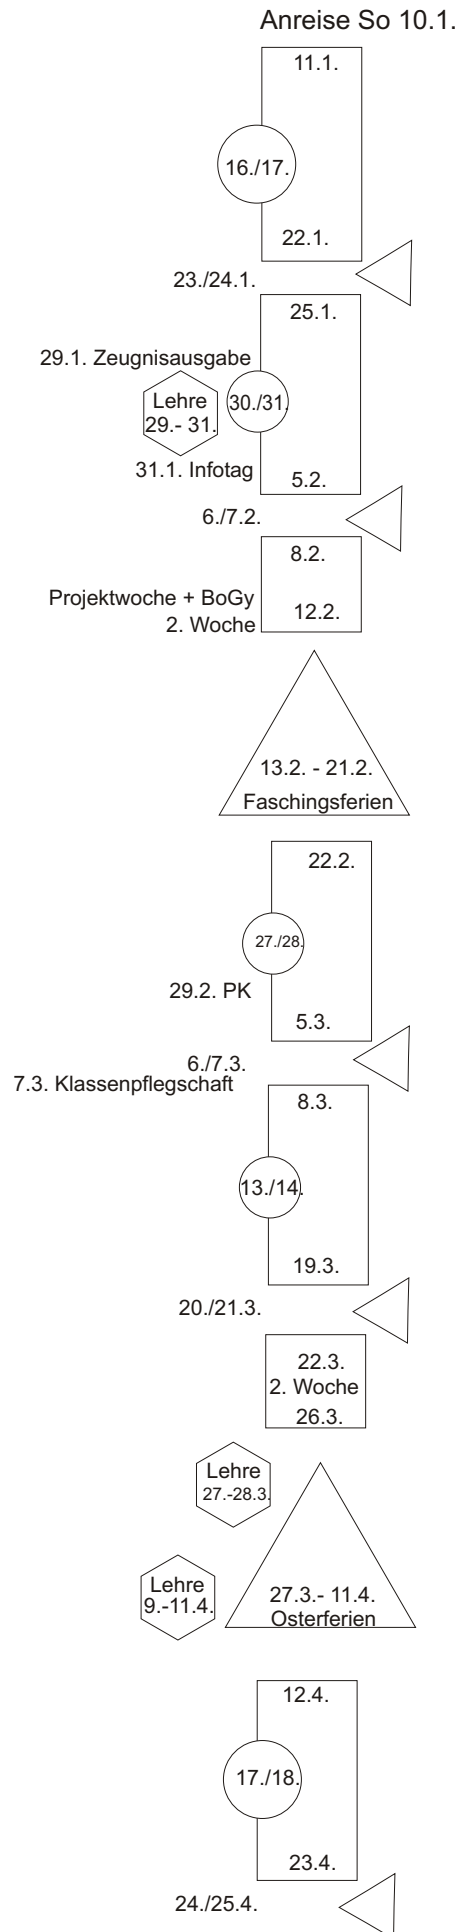 Anreise So 10.1.
11.1.
16./17.
22.1.
23./24.1.
25.1.
29.1. Zeugnisausgabe
Lehre
29.- 31.
30./31.
31.1. Infotag
5.2.
6./7.2.
8.2.
Projektwoche + BoGy
12.2.
2. Woche
13.2. - 21.2.
Faschingsferien
22.2.
27./28.
29.2. PK
5.3.
6./7.3.
7.3. Klassenpflegschaft
8.3.
13./14.
19.3.
20./21.3.
22.3.
2. Woche
26.3.
Lehre
27.-28.3.
Lehre
9.-11.4.
27.3.- 11.4.
Osterferien
12.4.
17./18.
23.4.
24./25.4.